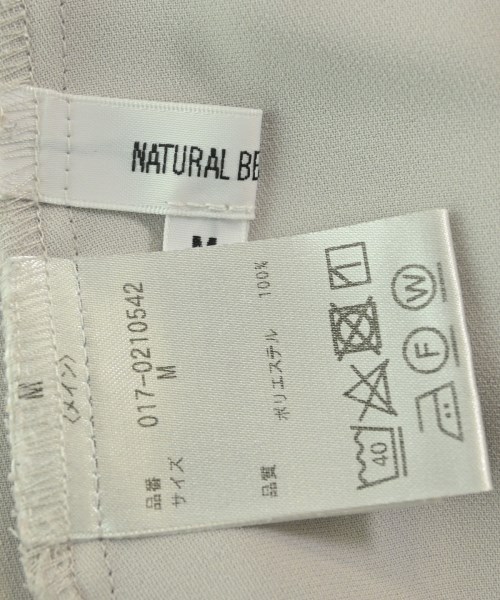 NATURAL BE
M
M
〈メイン〉
品番 017-0210542
サイズ M
品質 ポリエステル 100%
40
W
F